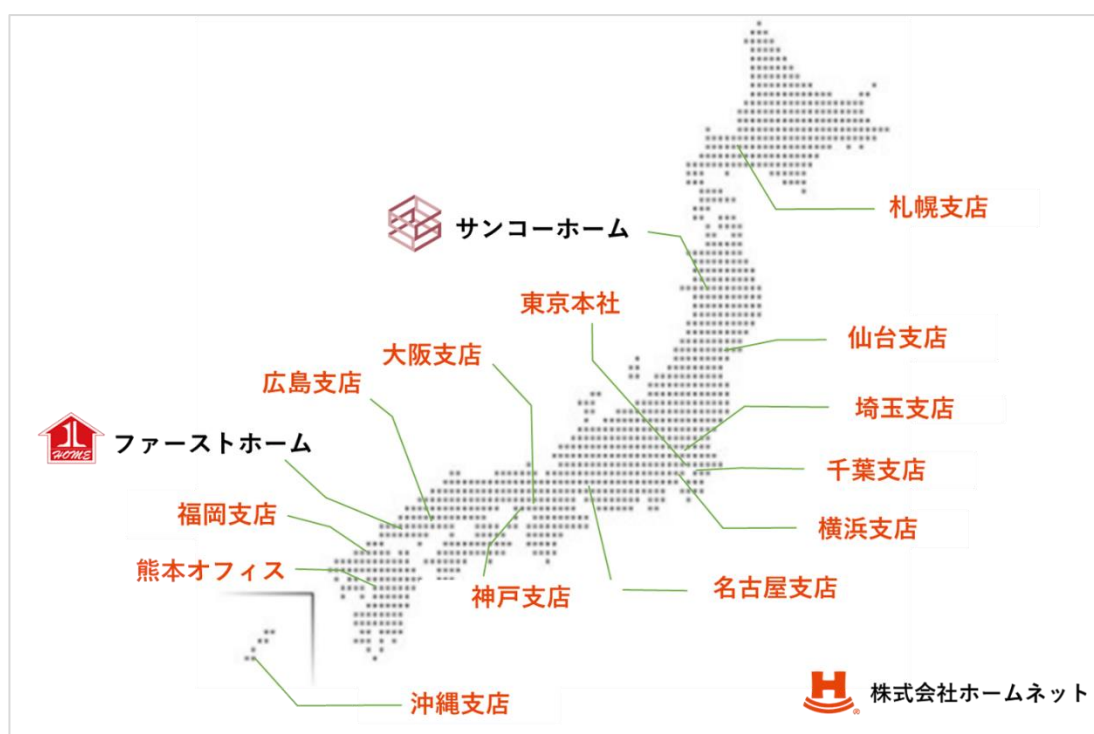 札幌支店
サンコーホーム
東京本社
仙台支店
大阪支店
広島支店
埼玉支店
1
HOME
ファーストホーム
千葉支店
福岡支店
横浜支店
熊本オフィス
神戸支店
名古屋支店
沖縄支店
H
®
株式会社ホームネット